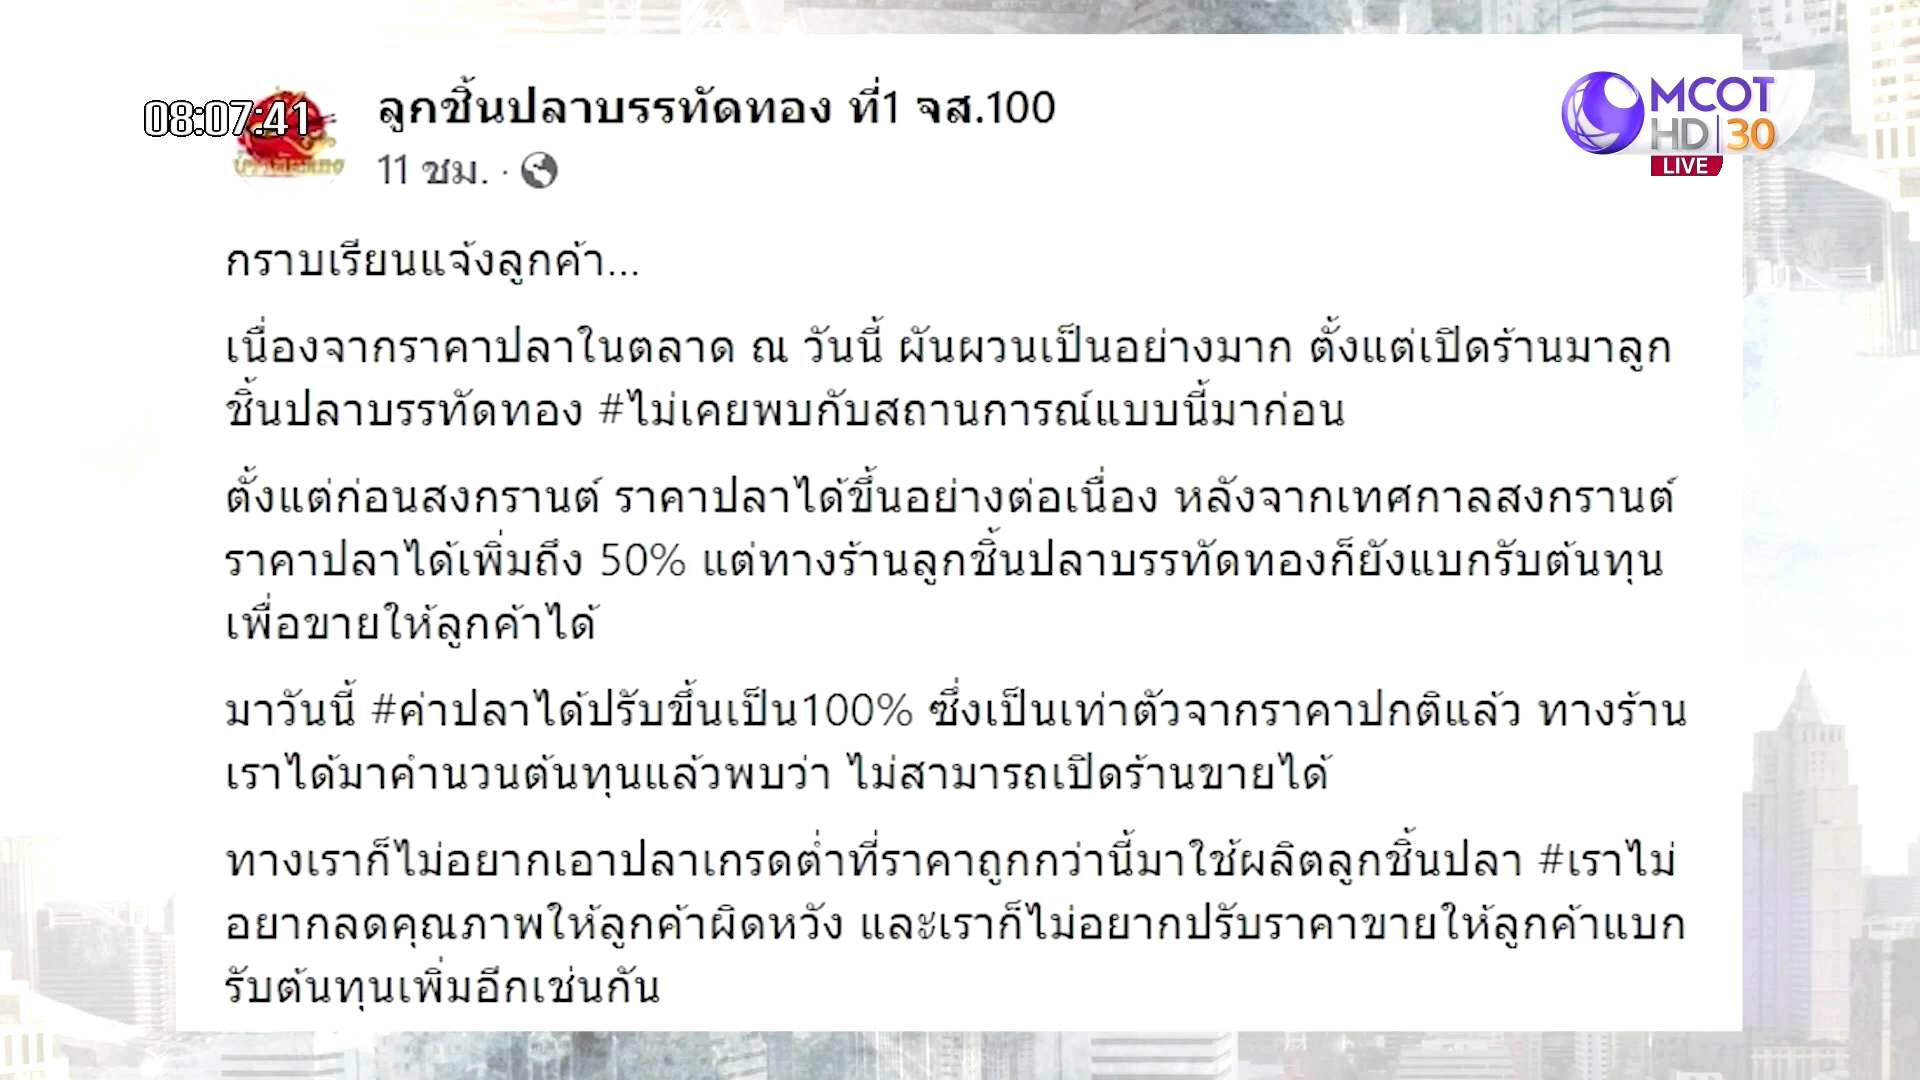 08:07:41
ลูกชิ้นปลาบรรทัดทอง ที่1 จส.100
11 ชม. ·
MCOT
HD 30
LIVE
กราบเรียนแจ้งลูกค้า...
เนื่องจากราคาปลาในตลาด ณ วันนี้ ผันผวนเป็นอย่างมาก ตั้งแต่เปิดร้านมาลูก
ชิ้นปลาบรรทัดทอง #ไม่เคยพบกับสถานการณ์แบบนี้มาก่อน
ตั้งแต่ก่อนสงกรานต์ ราคาปลาได้ขึ้นอย่างต่อเนื่อง หลังจากเทศกาลสงกรานต์
ราคาปลาได้เพิ่มถึง 50% แต่ทางร้านลูกชิ้นปลาบรรทัดทองก็ยังแบกรับต้นทุน
เพื่อขายให้ลูกค้าได้
มาวันนี้ #ค่าปลาได้ปรับขึ้นเป็น100% ซึ่งเป็นเท่าตัวจากราคาปกติแล้ว ทางร้าน
เราได้มาคำนวนต้นทุนแล้วพบว่า ไม่สามารถเปิดร้านขายได้
ทางเราก็ไม่อยากเอาปลาเกรดต่ำที่ราคาถูกกว่านี้มาใช้ผลิตลูกชิ้นปลา #เราไม่
อยากลดคุณภาพให้ลูกค้าผิดหวัง และเราก็ไม่อยากปรับราคาขายให้ลูกค้าแบก
รับต้นทุนเพิ่มอีกเช่นกัน